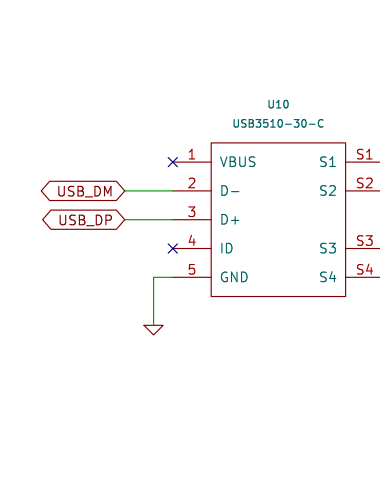 U10
USB3510-30-C
1 VBUS S1 S1
USB_DM 2 D- S2 S2
USB_DP 3 D+
4 ID S3 S3
5 GND S4 S4